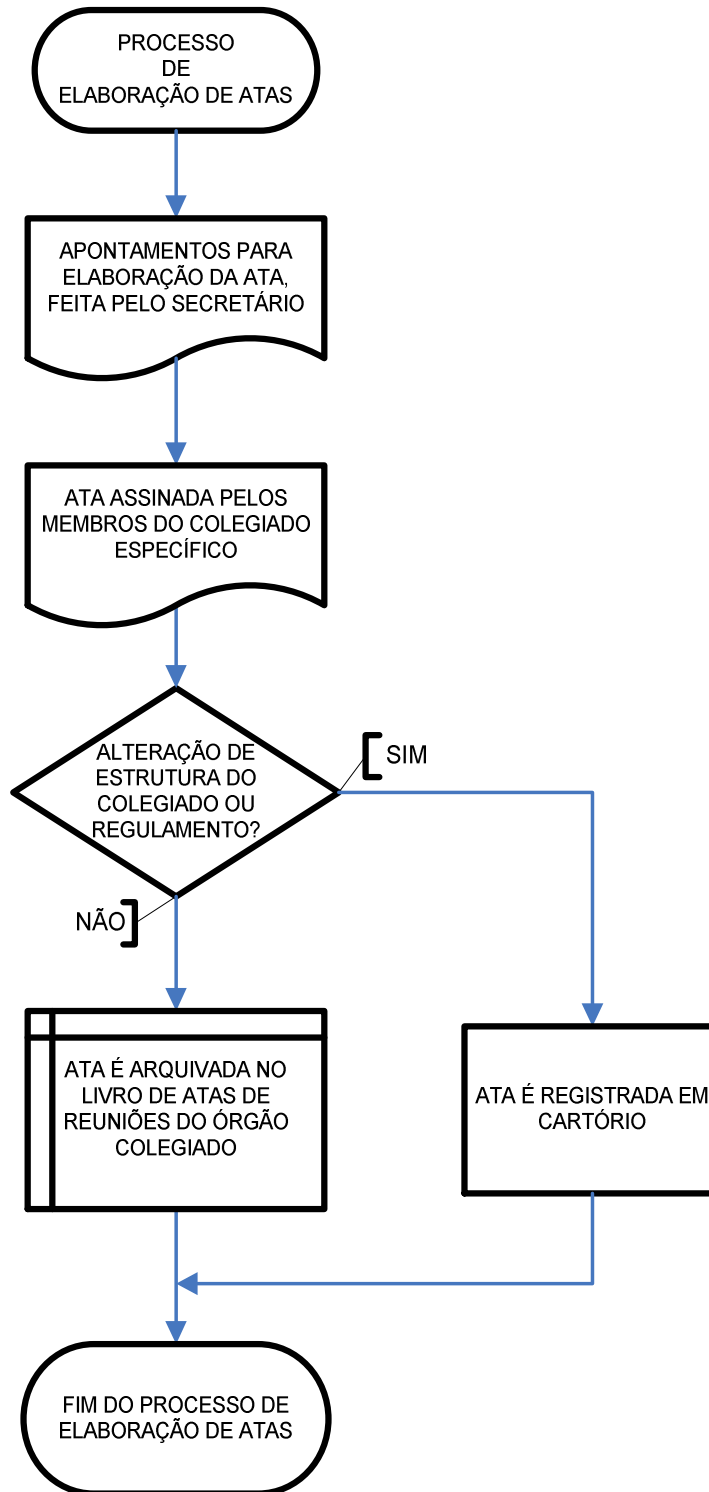 PROCESSO
DE
ELABORAÇÃO DE ATAS
APONTAMENTOS PARA
ELABORAÇÃO DA ATA,
FEITA PELO SECRETÁRIO
ATA ASSINADA PELOS
MEMBROS DO COLEGIADO
ESPECÍFICO
ALTERAÇÃO DE
ESTRUTURA DO
COLEGIADO OU
REGULAMENTO?
SIM
NÃO
ATA É ARQUIVADA NO
LIVRO DE ATAS DE
REUNIÕES DO ÓRGÃO
COLEGIADO
ATA É REGISTRADA EM
CARTÓRIO
FIM DO PROCESSO DE
ELABORAÇÃO DE ATAS